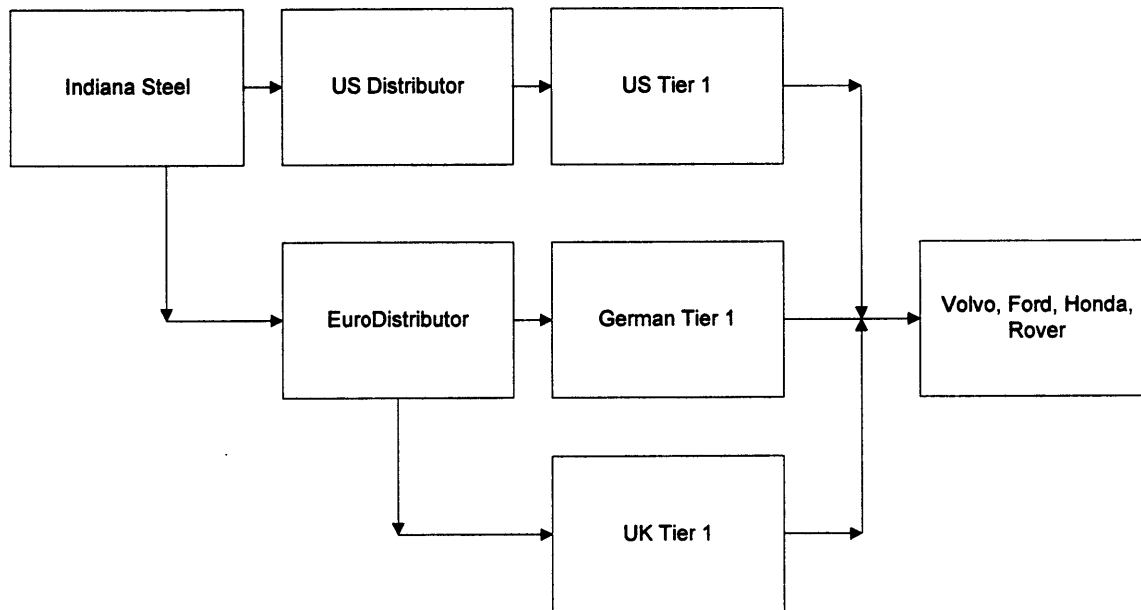 Indiana Steel
US Distributor
US Tier 1
EuroDistributor
German Tier 1
Volvo, Ford, Honda,
Rover
UK Tier 1